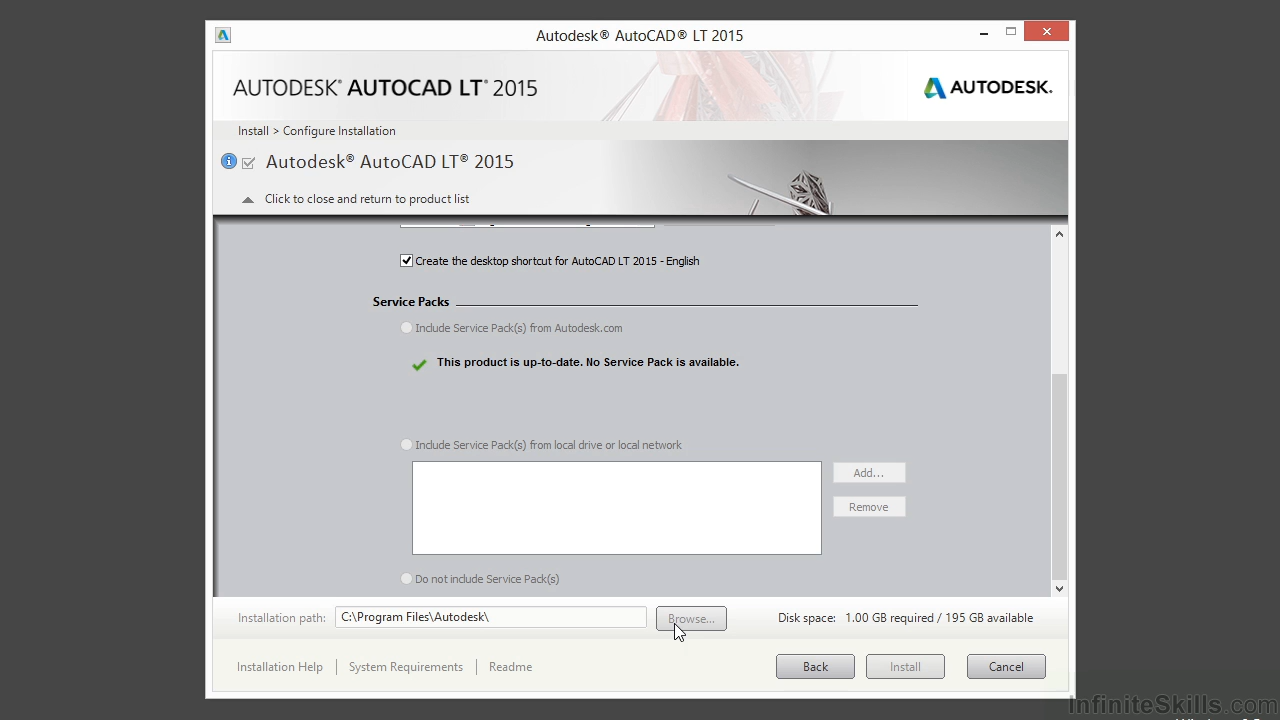 Autodesk® AutoCAD® LT 2015
AUTODESK® AUTOCAD LT® 2015
AUTODESK.
Install > Configure Installation
Autodesk® AutoCAD LT® 2015
Click to close and return to product list
Create the desktop shortcut for AutoCAD LT 2015 - English
Service Packs
Include Service Pack(s) from Autodesk.com
This product is up-to-date. No Service Pack is available.
Include Service Pack(s) from local drive or local network
Add...
Remove
Do not include Service Pack(s)
Installation path: C:\Program Files\Autodesk\ Browse... Disk space: 1.00 GB required / 195 GB available
Installation Help System Requirements Readme Back Install Cancel
InfiniteSkills.com